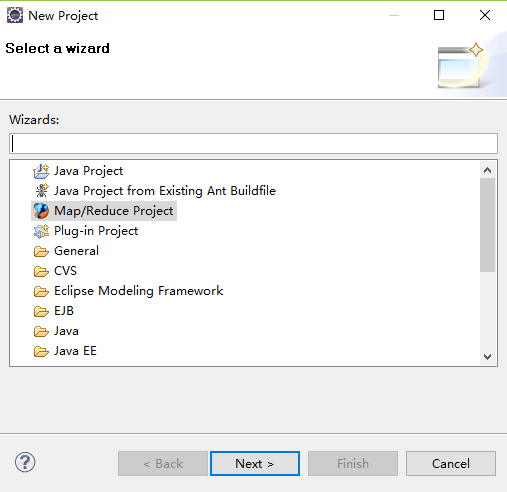 New Project
Select a wizard
Wizards:
Java Project
Java Project from Existing Ant Buildfile
Map/Reduce Project
Plug-in Project
General
CVS
Eclipse Modeling Framework
EJB
Java
Java EE
?
< Back Next > Finish Cancel